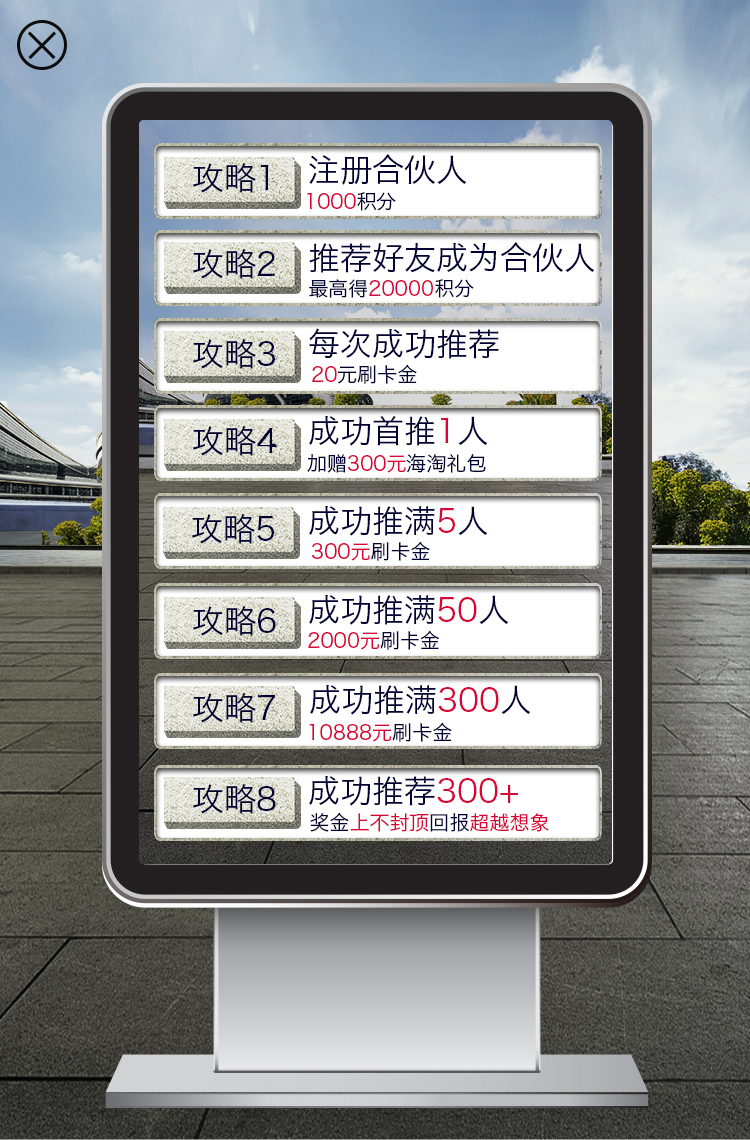 攻略1
注册合伙人
1000积分
攻略2
推荐好友成为合伙人
最高得20000积分
攻略3
每次成功推荐
20元刷卡金
攻略4
成功首推1人
加赠300元海淘礼包
攻略5
成功推满5人
300元刷卡金
攻略6
成功推满50人
2000元刷卡金
攻略7
成功推满300人
10888元刷卡金
攻略8
成功推荐300+
奖金上不封顶回报超越想象